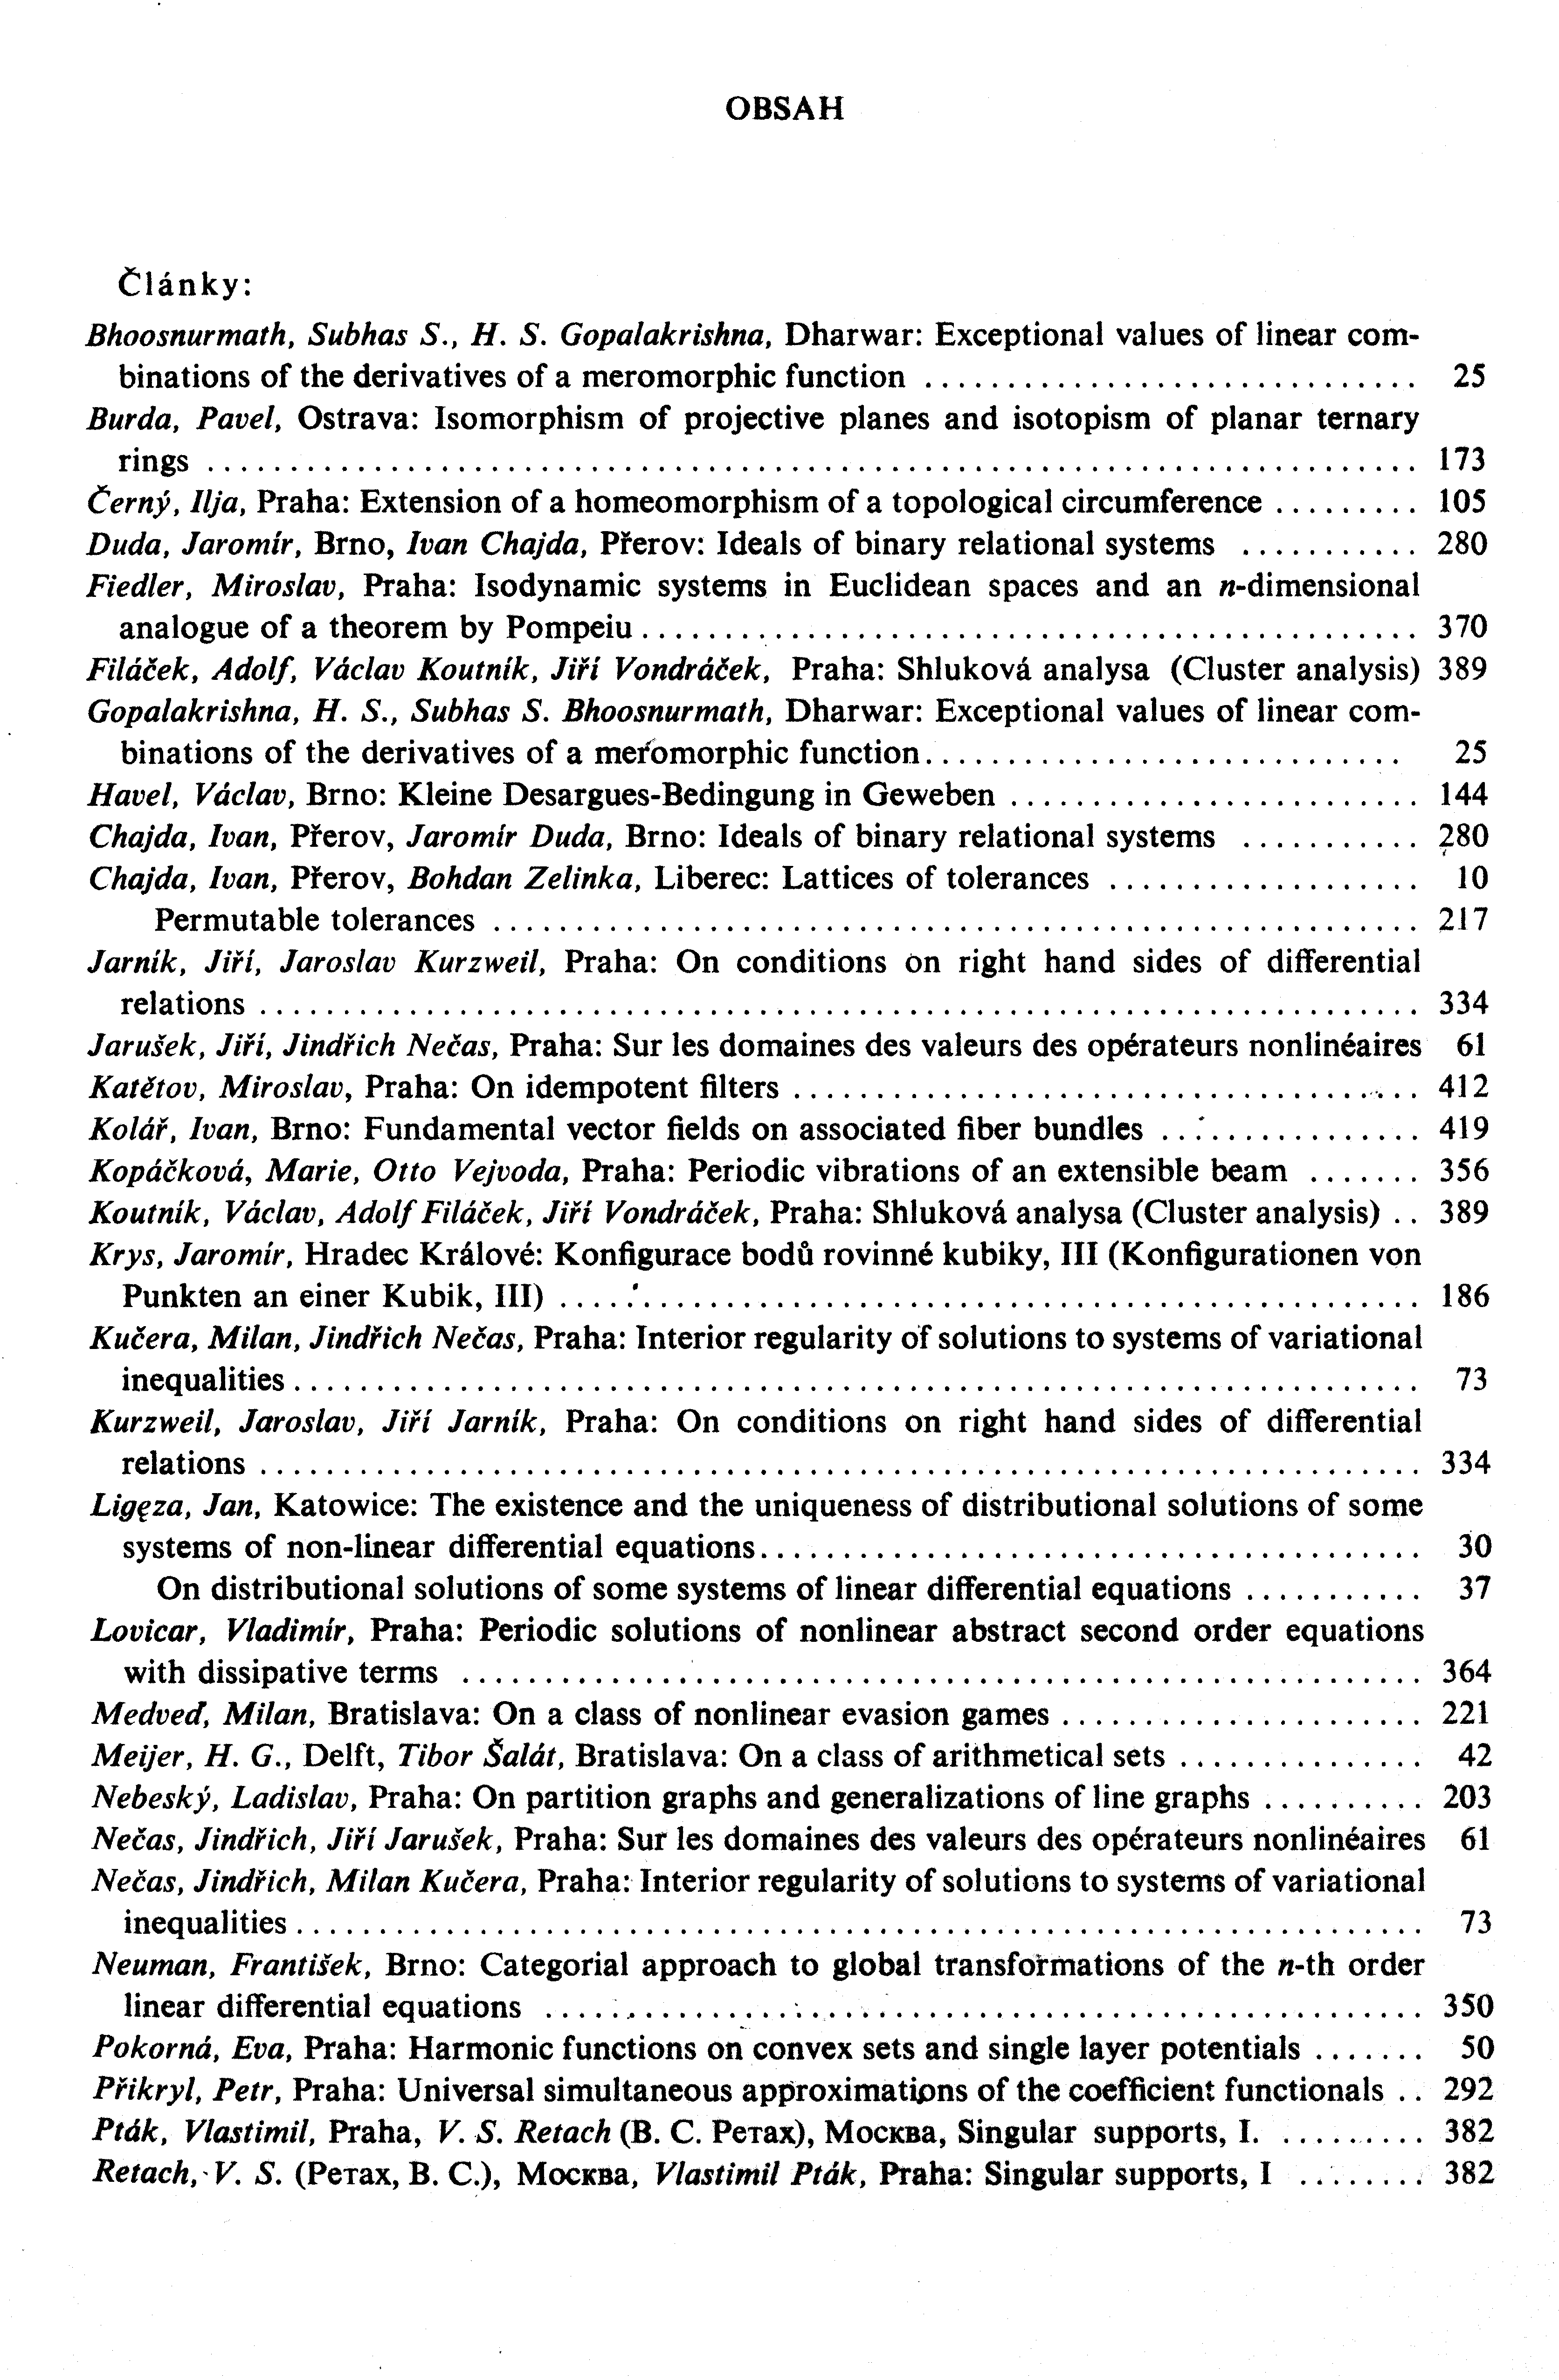 OBSAH
Články:
Bhoosnurmath, Subhas S., H. S. Gopalakrishna, Dharwar: Exceptional values of linear com-
binations of the derivatives of a meromorphic function .............................. 25
Burda, Pavel, Ostrava: Isomorphism of projective planes and isotopism of planar ternary
rings ........................................................................ 173
Černý, Ilja, Praha: Extension of a homeomorphism of a topological circumference ......... 105
Duda, Jaromír, Brno, Ivan Chajda, Přerov: Ideals of binary relational systems ........... 280
Fiedler, Miroslav, Praha: Isodynamic systems in Euclidean spaces and an n-dimensional
analogue of a theorem by Pompeiu ............................................... 370
Filáček, Adolf, Václav Koutník, Jiří Vondráček, Praha: Shluková analysa (Cluster analysis) 389
Gopalakrishna, H. S., Subhas S. Bhoosnurmath, Dharwar: Exceptional values of linear com-
binations of the derivatives of a meromorphic function ............................. 25
Havel, Václav, Brno: Kleine Desargues-Bedingung in Geweben ......................... 144
Chajda, Ivan, Přerov, Jaromír Duda, Brno: Ideals of binary relational systems ........... 280
Chajda, Ivan, Přerov, Bohdan Zelinka, Liberec: Lattices of tolerances ................... 10
Permutable tolerances ........................................................ 217
Jarník, Jiří, Jaroslav Kurzweil, Praha: On conditions on right hand sides of differential
relations ...................................................................... 334
Jarušek, Jiří, Jindřich Nečas, Praha: Sur les domaines des valeurs des opérateurs nonlinéaires 61
Katětov, Miroslav, Praha: On idempotent filters ...................................... 412
Kolář, Ivan, Brno: Fundamental vector fields on associated fiber bundles ................ 419
Kopáčková, Marie, Otto Vejvoda, Praha: Periodic vibrations of an extensible beam ....... 356
Koutník, Václav, Adolf Filáček, Jiří Vondráček, Praha: Shluková analysa (Cluster analysis) .. 389
Krys, Jaromír, Hradec Králové: Konfigurace bodů rovinné kubiky, III (Konfigurationen von
Punkten an einer Kubik, III) .................................................... 186
Kučera, Milan, Jindřich Nečas, Praha: Interior regularity of solutions to systems of variational
inequalities .................................................................... 73
Kurzweil, Jaroslav, Jiří Jarník, Praha: On conditions on right hand sides of differential
relations ...................................................................... 334
Ligęza, Jan, Katowice: The existence and the uniqueness of distributional solutions of some
systems of non-linear differential equations ........................................ 30
On distributional solutions of some systems of linear differential equations ........... 37
Lovicar, Vladimír, Praha: Periodic solutions of nonlinear abstract second order equations
with dissipative terms .......................................................... 364
Medveď, Milan, Bratislava: On a class of nonlinear evasion games ...................... 221
Meijer, H. G., Delft, Tibor Šalát, Bratislava: On a class of arithmetical sets ............... 42
Nebeský, Ladislav, Praha: On partition graphs and generalizations of line graphs .......... 203
Nečas, Jindřich, Jiří Jarušek, Praha: Sur les domaines des valeurs des opérateurs nonlinéaires 61
Nečas, Jindřich, Milan Kučera, Praha: Interior regularity of solutions to systems of variational
inequalities .................................................................... 73
Neuman, František, Brno: Categorial approach to global transformations of the n-th order
linear differential equations ..................................................... 350
Pokorná, Eva, Praha: Harmonic functions on convex sets and single layer potentials ....... 50
Přikryl, Petr, Praha: Universal simultaneous approximations of the coefficient functionals .. 292
Pták, Vlastimil, Praha, V. S. Retach (В. С. Ретах), Москва, Singular supports, I. ......... 382
Retach, V. S. (Ретах, В. С.), Москва, Vlastimil Pták, Praha: Singular supports, I ........ 382